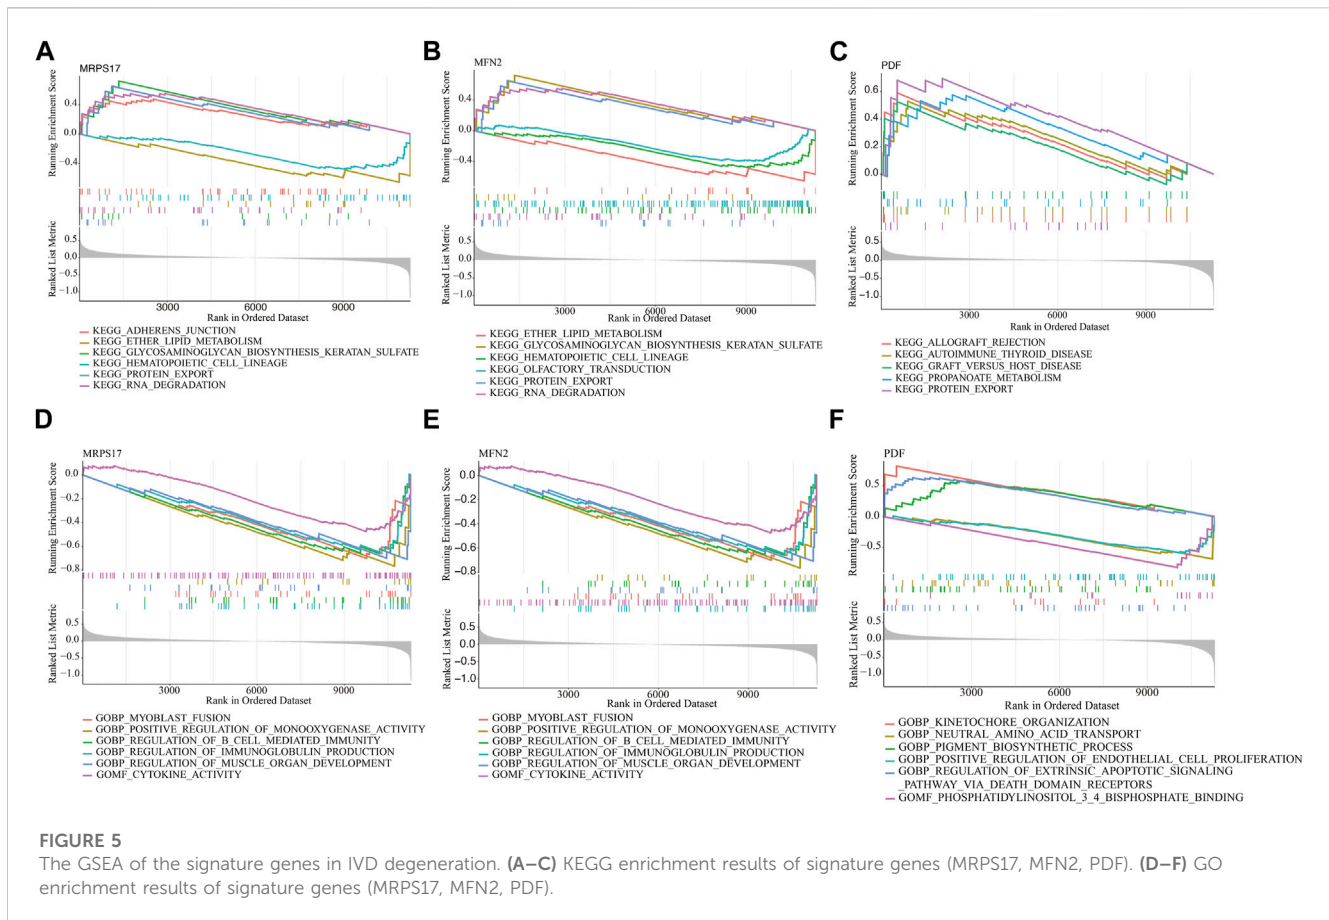 A
MRPS17
Running Enrichment Score
0.4
0.0
−0.4
Ranked List Metric
0.5
0.0
−0.5
−1.0
3000 6000 9000
Rank in Ordered Dataset
KEGG_ADHERENS_JUNCTION
KEGG_ETHER_LIPID_METABOLISM
KEGG_GLYCOSAMINOGLYCAN_BIOSYNTHESIS_KERATAN_SULFATE
KEGG_HEMATOPOIETIC_CELL_LINEAGE
KEGG_PROTEIN_EXPORT
KEGG_RNA_DEGRADATION
B
MFN2
Running Enrichment Score
0.4
0.0
−0.4
Ranked List Metric
0.5
0.0
−0.5
−1.0
3000 6000 9000
Rank in Ordered Dataset
KEGG_ETHER_LIPID_METABOLISM
KEGG_GLYCOSAMINOGLYCAN_BIOSYNTHESIS_KERATAN_SULFATE
KEGG_HEMATOPOIETIC_CELL_LINEAGE
KEGG_OLFACTORY_TRANSDUCTION
KEGG_PROTEIN_EXPORT
KEGG_RNA_DEGRADATION
C
PDF
Running Enrichment Score
0.6
0.4
0.2
0.0
Ranked List Metric
0.5
0.0
−0.5
−1.0
3000 6000 9000
Rank in Ordered Dataset
KEGG_ALLOGRAFT_REJECTION
KEGG_AUTOIMMUNE_THYROID_DISEASE
KEGG_GRAFT_VERSUS_HOST_DISEASE
KEGG_PROPANOATE_METABOLISM
KEGG_PROTEIN_EXPORT
D
MRPS17
Running Enrichment Score
0.0
−0.2
−0.4
−0.6
−0.8
Ranked List Metric
0.5
0.0
−0.5
−1.0
3000 6000 9000
Rank in Ordered Dataset
GOBP_MYOBLAST_FUSION
GOBP_POSITIVE_REGULATION_OF_MONOOXYGENASE_ACTIVITY
GOBP_REGULATION_OF_B_CELL_MEDIATED_IMMUNITY
GOBP_REGULATION_OF_IMMUNOGLOBULIN_PRODUCTION
GOBP_REGULATION_OF_MUSCLE_ORGAN_DEVELOPMENT
GOMF_CYTOKINE_ACTIVITY
E
MFN2
Running Enrichment Score
0.0
−0.2
−0.4
−0.6
−0.8
Ranked List Metric
0.5
0.0
−0.5
−1.0
3000 6000 9000
Rank in Ordered Dataset
GOBP_MYOBLAST_FUSION
GOBP_POSITIVE_REGULATION_OF_MONOOXYGENASE_ACTIVITY
GOBP_REGULATION_OF_B_CELL_MEDIATED_IMMUNITY
GOBP_REGULATION_OF_IMMUNOGLOBULIN_PRODUCTION
GOBP_REGULATION_OF_MUSCLE_ORGAN_DEVELOPMENT
GOMF_CYTOKINE_ACTIVITY
F
PDF
Running Enrichment Score
0.5
0.0
−0.5
Ranked List Metric
0.5
0.0
−0.5
−1.0
3000 6000 9000
Rank in Ordered Dataset
GOBP_KINETOCHORE_ORGANIZATION
GOBP_NEUTRAL_AMINO_ACID_TRANSPORT
GOBP_PIGMENT_BIOSYNTHETIC_PROCESS
GOBP_POSITIVE_REGULATION_OF_ENDOTHELIAL_CELL_PROLIFERATION
GOBP_REGULATION_OF_EXTRINSIC_APOPTOTIC_SIGNALING
_PATHWAY_VIA_DEATH_DOMAIN_RECEPTORS
GOMF_PHOSPHATIDYLINOSITOL_3_4_BISPHOSPHATE_BINDING
FIGURE 5
The GSEA of the signature genes in IVD degeneration. (A–C) KEGG enrichment results of signature genes (MRPS17, MFN2, PDF). (D–F) GO
enrichment results of signature genes (MRPS17, MFN2, PDF).